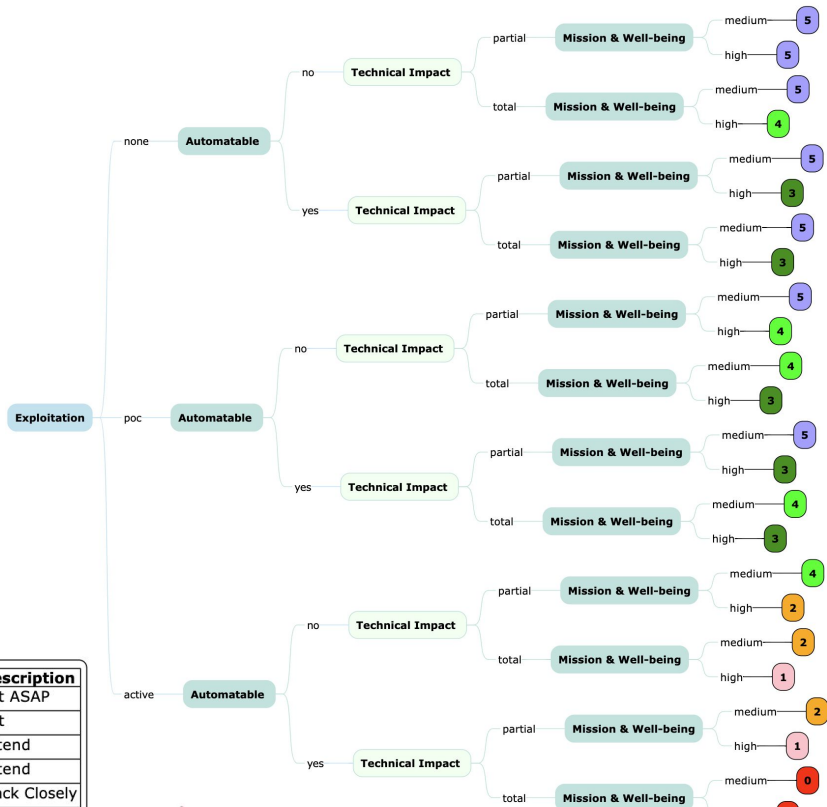 medium 5
partial Mission & Well-being
high 5
no Technical Impact
medium 5
total Mission & Well-being
high 4
none Automatable
medium 5
partial Mission & Well-being
high 3
yes Technical Impact
medium 5
total Mission & Well-being
high 3
medium 5
partial Mission & Well-being
high 4
no Technical Impact
medium 4
total Mission & Well-being
high 3
Exploitation poc Automatable
medium 5
partial Mission & Well-being
high 3
yes Technical Impact
medium 4
total Mission & Well-being
high 3
medium 4
partial Mission & Well-being
high 2
no Technical Impact
medium 2
total Mission & Well-being
high 1
active Automatable
medium 2
partial Mission & Well-being
high 1
yes Technical Impact
medium 0
total Mission & Well-being
ASAP
Closely